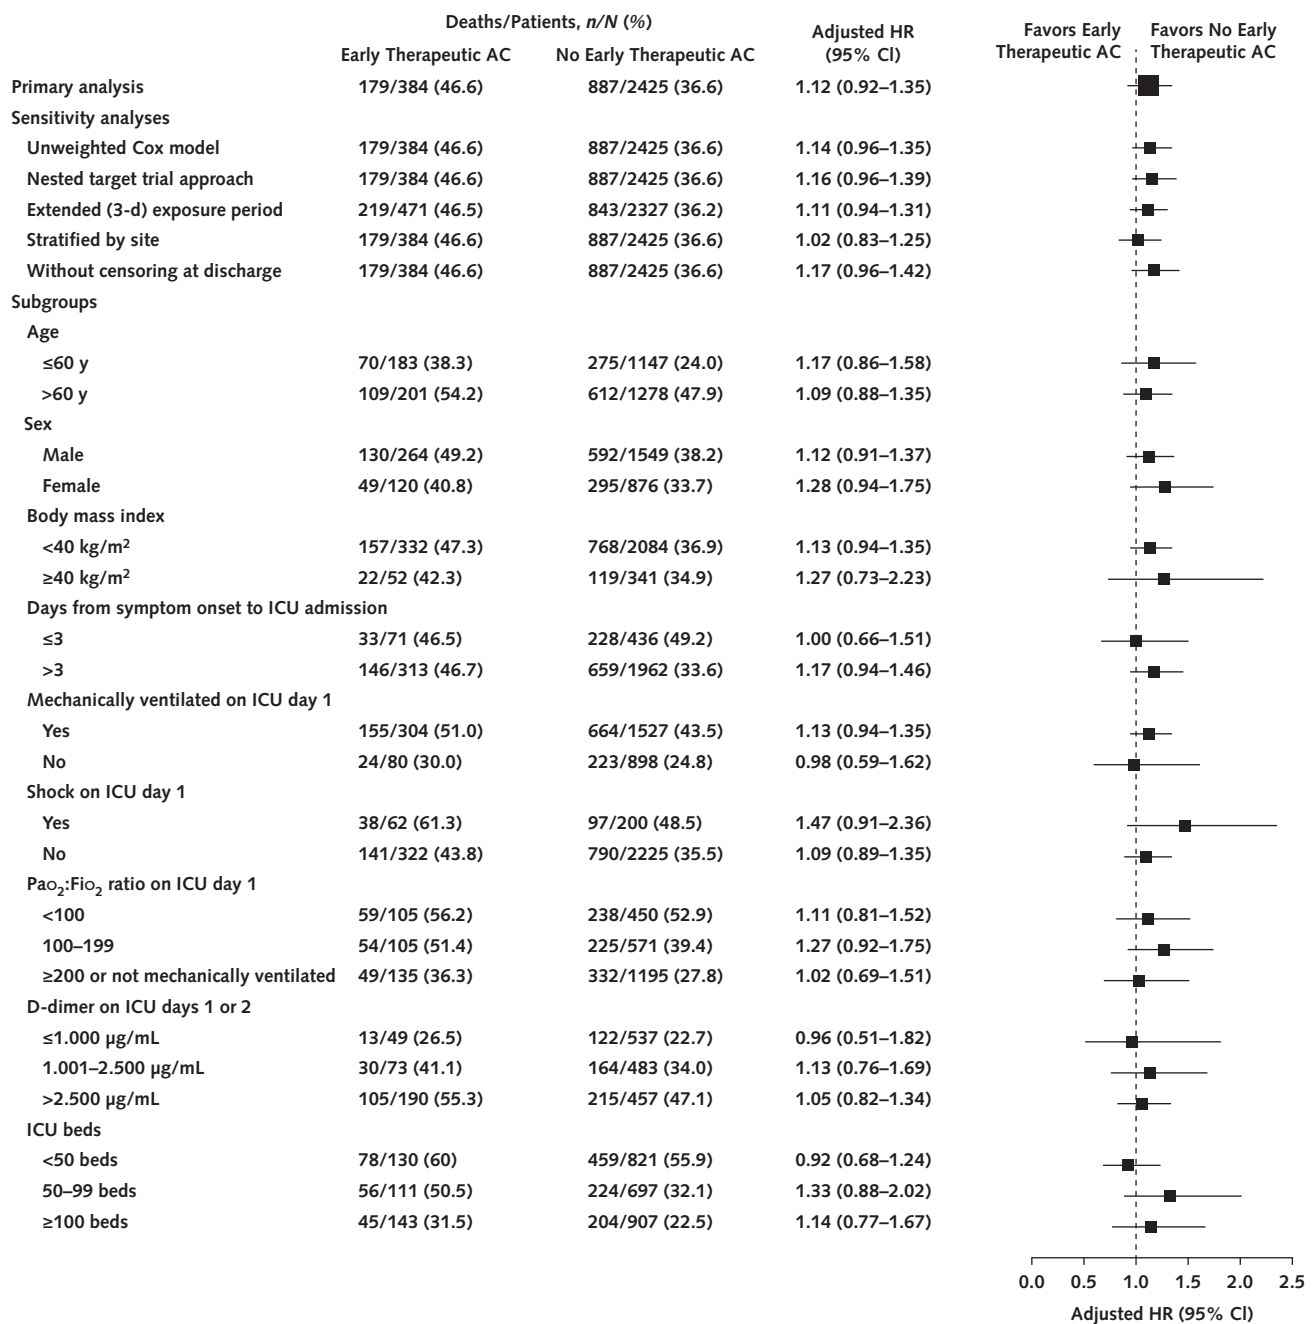 Deaths/Patients, n/N (%)
Early Therapeutic AC No Early Therapeutic AC Adjusted HR (95% CI) Favors Early Therapeutic AC Favors No Early Therapeutic AC
Primary analysis 179/384 (46.6) 887/2425 (36.6) 1.12 (0.92–1.35)
Sensitivity analyses
Unweighted Cox model 179/384 (46.6) 887/2425 (36.6) 1.14 (0.96–1.35)
Nested target trial approach 179/384 (46.6) 887/2425 (36.6) 1.16 (0.96–1.39)
Extended (3-d) exposure period 219/471 (46.5) 843/2327 (36.2) 1.11 (0.94–1.31)
Stratified by site 179/384 (46.6) 887/2425 (36.6) 1.02 (0.83–1.25)
Without censoring at discharge 179/384 (46.6) 887/2425 (36.6) 1.17 (0.96–1.42)
Subgroups
Age
≤60 y 70/183 (38.3) 275/1147 (24.0) 1.17 (0.86–1.58)
>60 y 109/201 (54.2) 612/1278 (47.9) 1.09 (0.88–1.35)
Sex
Male 130/264 (49.2) 592/1549 (38.2) 1.12 (0.91–1.37)
Female 49/120 (40.8) 295/876 (33.7) 1.28 (0.94–1.75)
Body mass index
<40 kg/m² 157/332 (47.3) 768/2084 (36.9) 1.13 (0.94–1.35)
≥40 kg/m² 22/52 (42.3) 119/341 (34.9) 1.27 (0.73–2.23)
Days from symptom onset to ICU admission
≤3 33/71 (46.5) 228/436 (49.2) 1.00 (0.66–1.51)
>3 146/313 (46.7) 659/1962 (33.6) 1.17 (0.94–1.46)
Mechanically ventilated on ICU day 1
Yes 155/304 (51.0) 664/1527 (43.5) 1.13 (0.94–1.35)
No 24/80 (30.0) 223/898 (24.8) 0.98 (0.59–1.62)
Shock on ICU day 1
Yes 38/62 (61.3) 97/200 (48.5) 1.47 (0.91–2.36)
No 141/322 (43.8) 790/2225 (35.5) 1.09 (0.89–1.35)
Pao₂:Fio₂ ratio on ICU day 1
<100 59/105 (56.2) 238/450 (52.9) 1.11 (0.81–1.52)
100–199 54/105 (51.4) 225/571 (39.4) 1.27 (0.92–1.75)
≥200 or not mechanically ventilated 49/135 (36.3) 332/1195 (27.8) 1.02 (0.69–1.51)
D-dimer on ICU days 1 or 2
≤1.000 µg/mL 13/49 (26.5) 122/537 (22.7) 0.96 (0.51–1.82)
1.001–2.500 µg/mL 30/73 (41.1) 164/483 (34.0) 1.13 (0.76–1.69)
>2.500 µg/mL 105/190 (55.3) 215/457 (47.1) 1.05 (0.82–1.34)
ICU beds
<50 beds 78/130 (60) 459/821 (55.9) 0.92 (0.68–1.24)
50–99 beds 56/111 (50.5) 224/697 (32.1) 1.33 (0.88–2.02)
≥100 beds 45/143 (31.5) 204/907 (22.5) 1.14 (0.77–1.67)
0.0 0.5 1.0 1.5 2.0 2.5
Adjusted HR (95% CI)